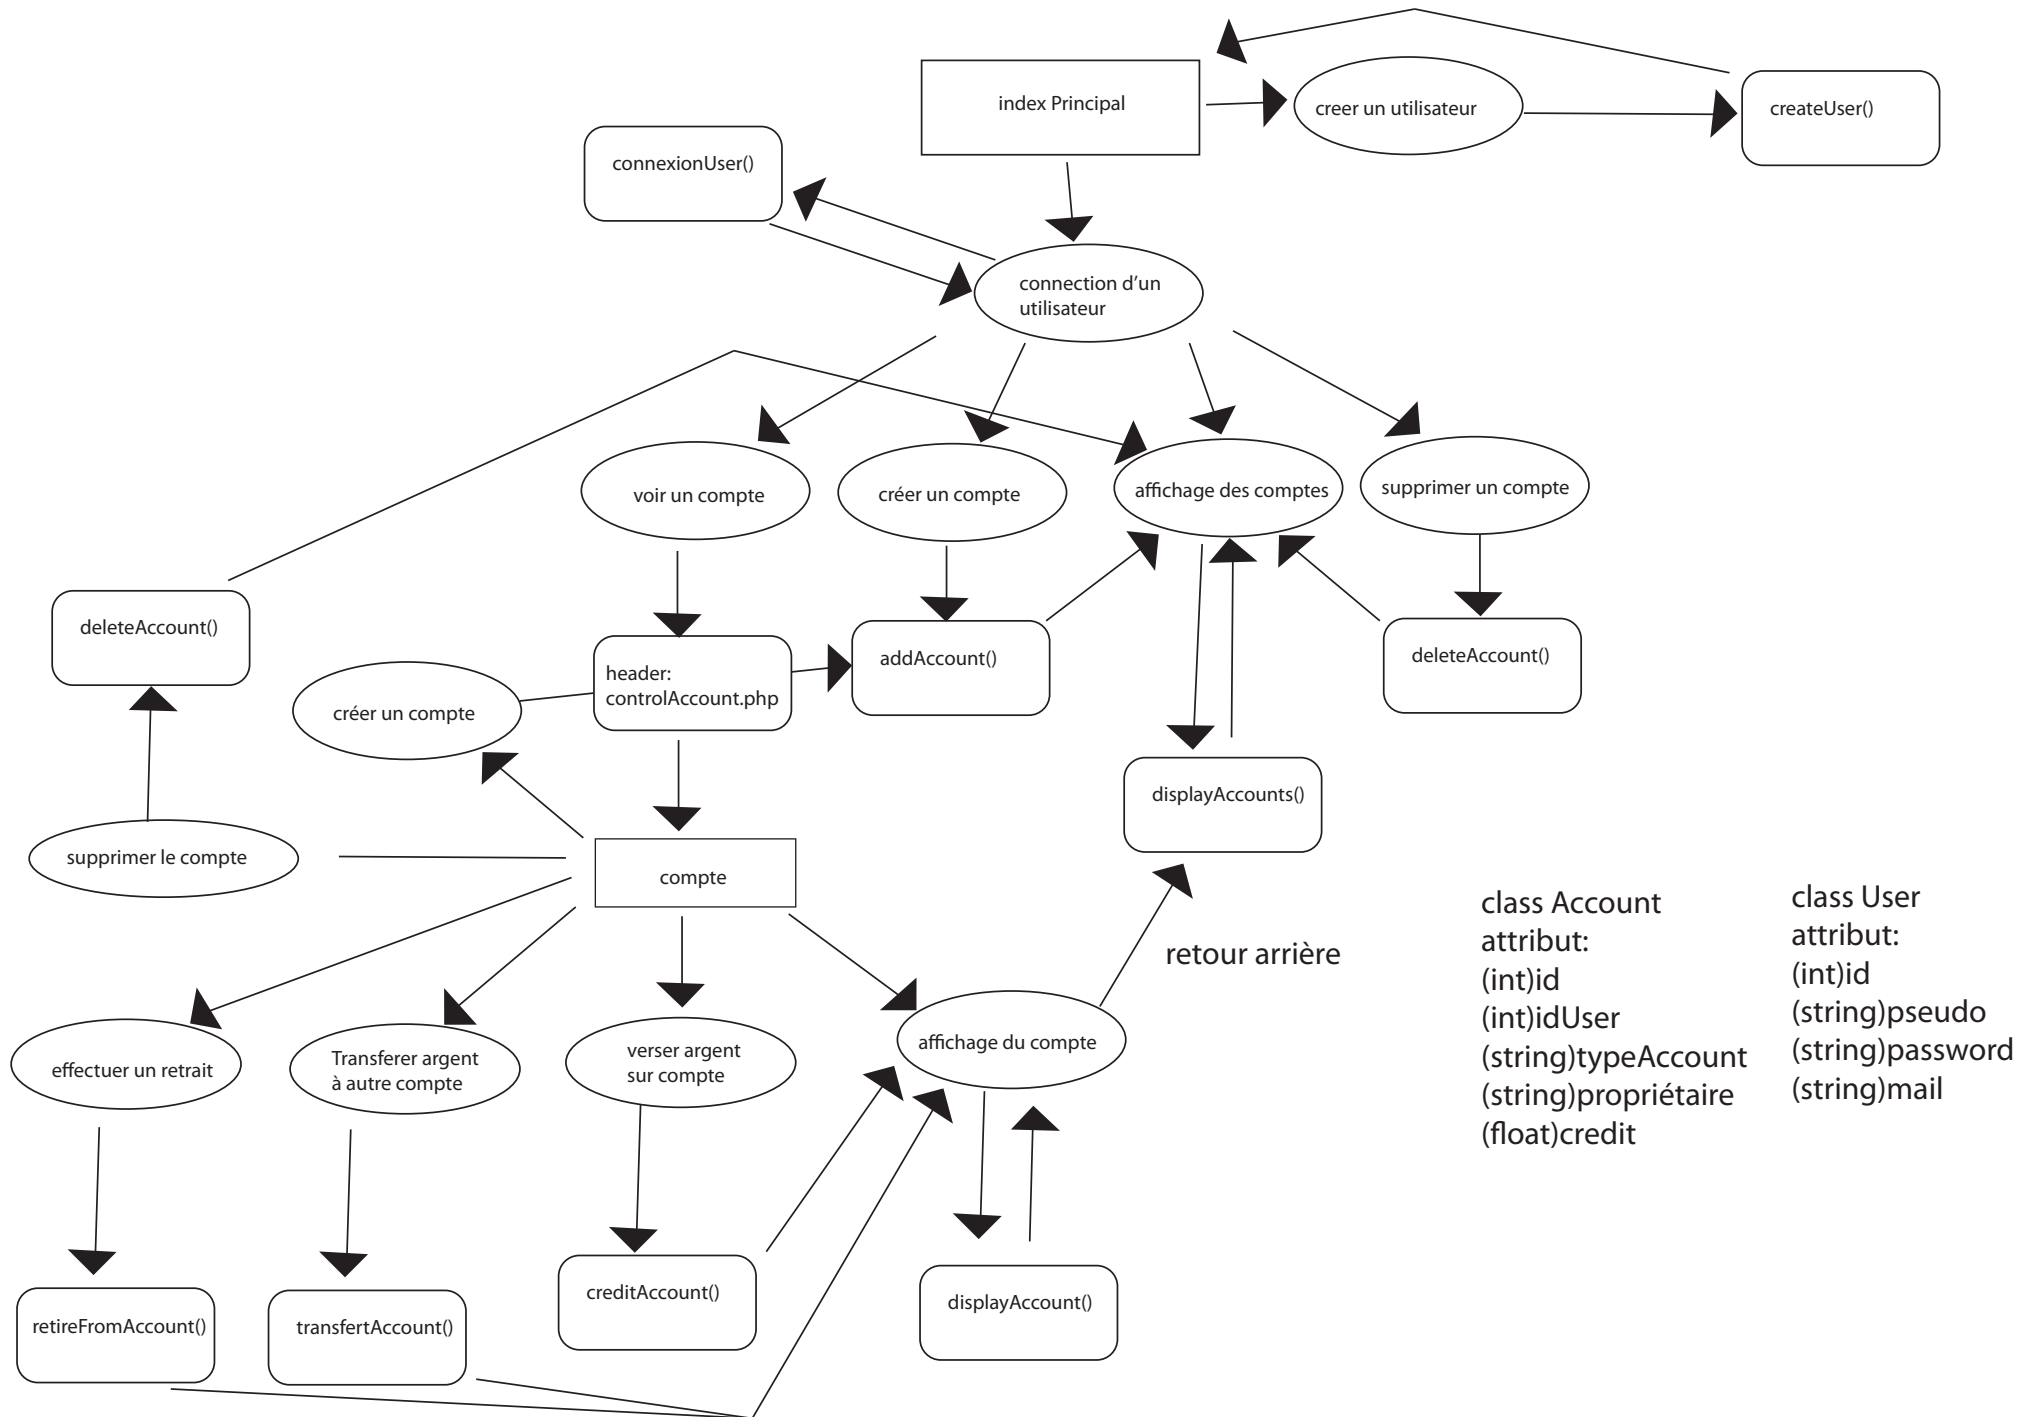 index Principal
creer un utilisateur
createUser()
connexionUser()
connection d'un
utilisateur
voir un compte
créer un compte
affichage des comptes
supprimer un compte
deleteAccount()
header:
controlAccount.php
addAccount()
deleteAccount()
créer un compte
displayAccounts()
supprimer le compte
compte
retour arrière
class Account
attribut:
(int)id
(int)idUser
(string)typeAccount
(string)propriétaire
(float)credit
class User
attribut:
(int)id
(string)pseudo
(string)password
(string)mail
effectuer un retrait
Transferer argent
à autre compte
verser argent
sur compte
affichage du compte
retireFromAccount()
transfertAccount()
creditAccount()
displayAccount()